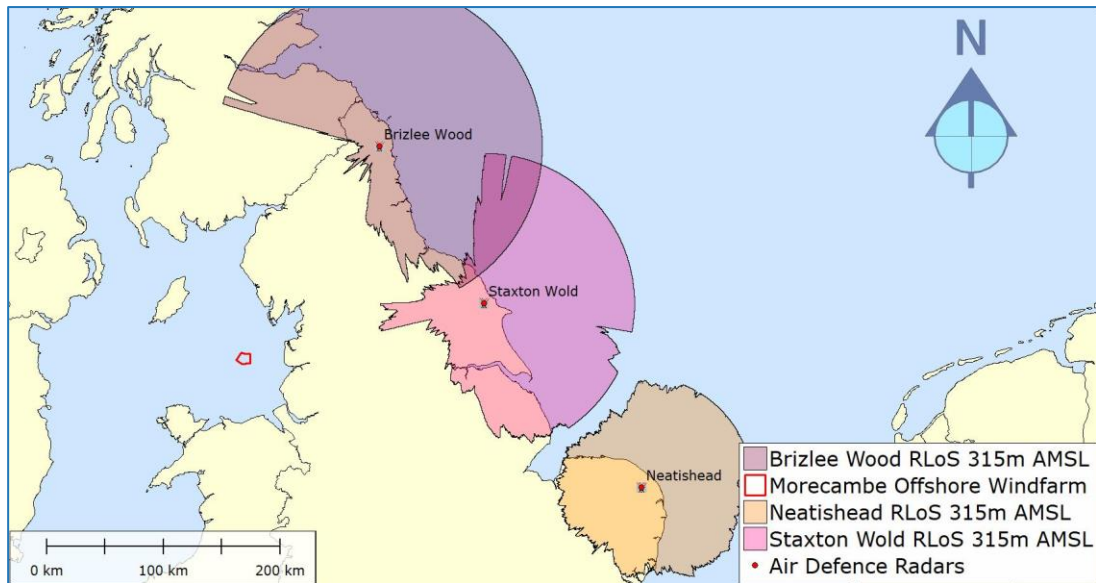 N
Brizlee Wood
Staxton Wold
Neatishead
Brizlee Wood RLoS 315m AMSL
Morecambe Offshore Windfarm
Neatishead RLoS 315m AMSL
Staxton Wold RLoS 315m AMSL
Air Defence Radars
0 km 100 km 200 km